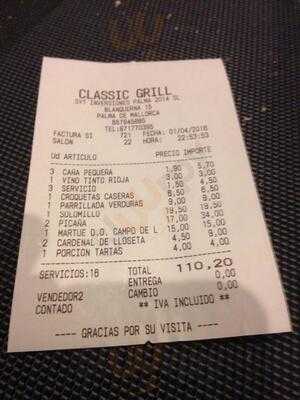 CLASSIC GRILL
SVT INVERSIONES PALMA 2014 SL
BLANQUERNA 15
PALMA DE MALLORCA
TEL:871770395
FACTURA SI 721 FECHA: 01/04/2016
SALON 22 HORA: 22:53:53
Ud ARTICULO PRECIO IMPORTE
3 CAÑA PEQUEÑA 1,90 5,70
1 VINO TINTO RIOJA 3,00 3,00
3 SERVICIO 1,50 4,50
1 CROQUETAS CASERAS 6,50 6,50
1 PARRILLADA VERDURAS 9,00 9,00
1 SOLOMILLO 19,50 19,50
2 PICAÑA 17,00 34,00
1 MARTUE D.O. CAMPO DE L 15,00 15,00
2 CARDENAL DE LLOSETA 4,50 9,00
1 PORCION TARTAS 4,00 4,00
SERVICIOS:16 TOTAL 110,20
ENTREGA 0,00
VENDEDOR2 CAMBIO 0,00
CONTADO ** IVA INCLUIDO **
---- GRACIAS POR SU VISITA ----